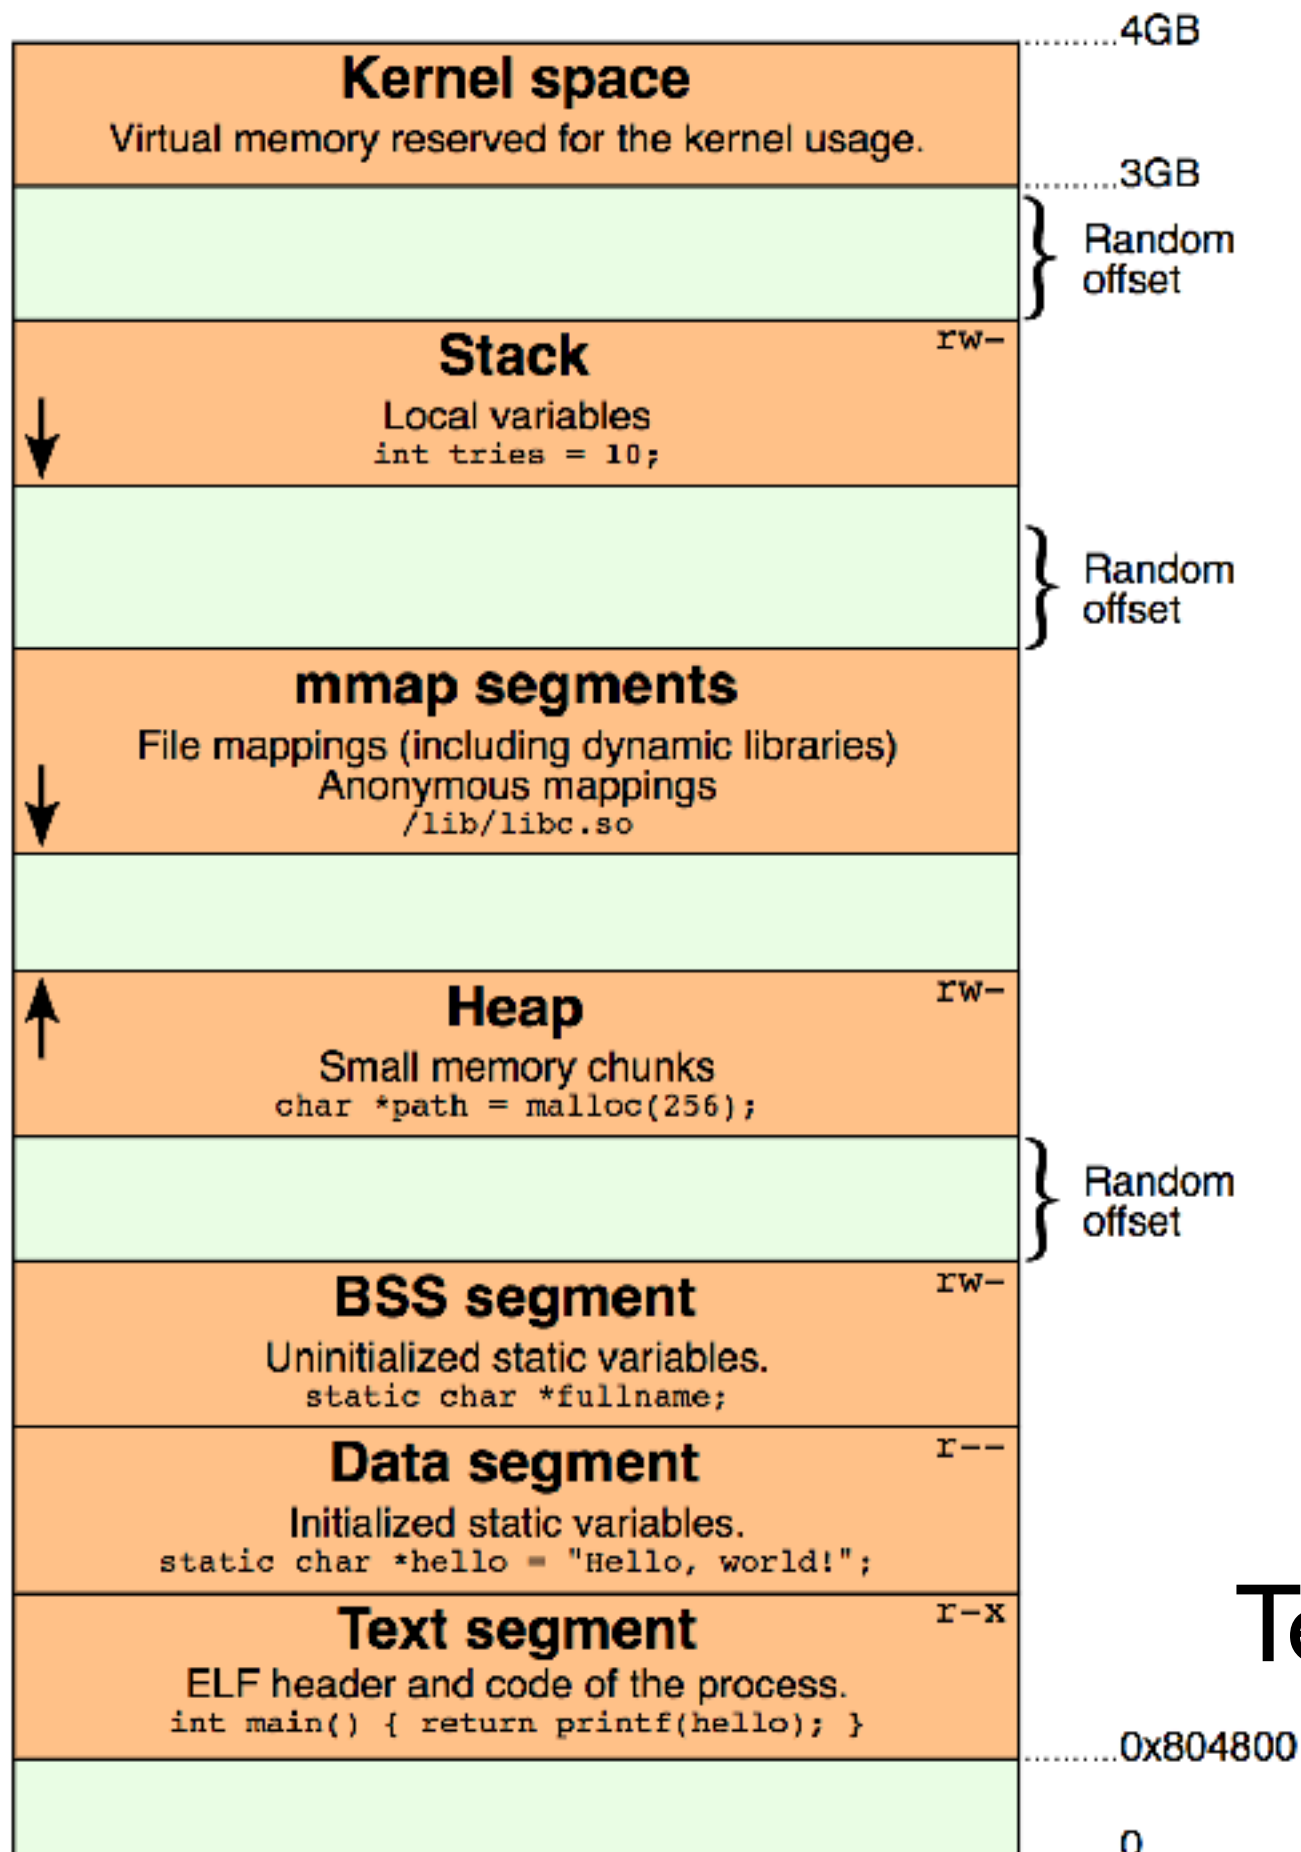 4GB
Kernel space
Virtual memory reserved for the kernel usage.
3GB
Random
offset
rw-
Stack
Local variables
int tries = 10;
Random
offset
mmap segments
File mappings (including dynamic libraries)
Anonymous mappings
/lib/libc.so
rw-
Heap
Small memory chunks
char *path = malloc(256);
Random
offset
rw-
BSS segment
Uninitialized static variables.
static char *fullname;
r--
Data segment
Initialized static variables.
static char *hello = "Hello, world!";
r-x
Text segment
ELF header and code of the process.
int main() { return printf(hello); }
0x804800
0